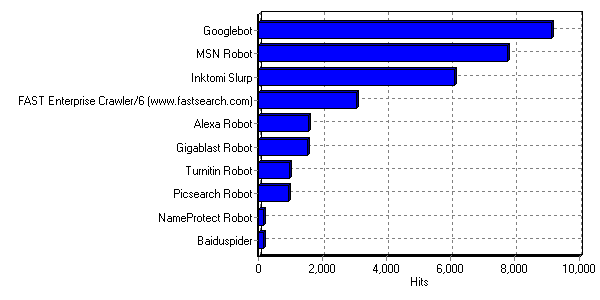 Googlebot
MSN Robot
Inktomi Slurp
FAST Enterprise Crawler/6 (www.fastsearch.com)
Alexa Robot
Gigablast Robot
Turnitin Robot
Picsearch Robot
NameProtect Robot
Baiduspider
0 2,000 4,000 6,000 8,000 10,000
Hits